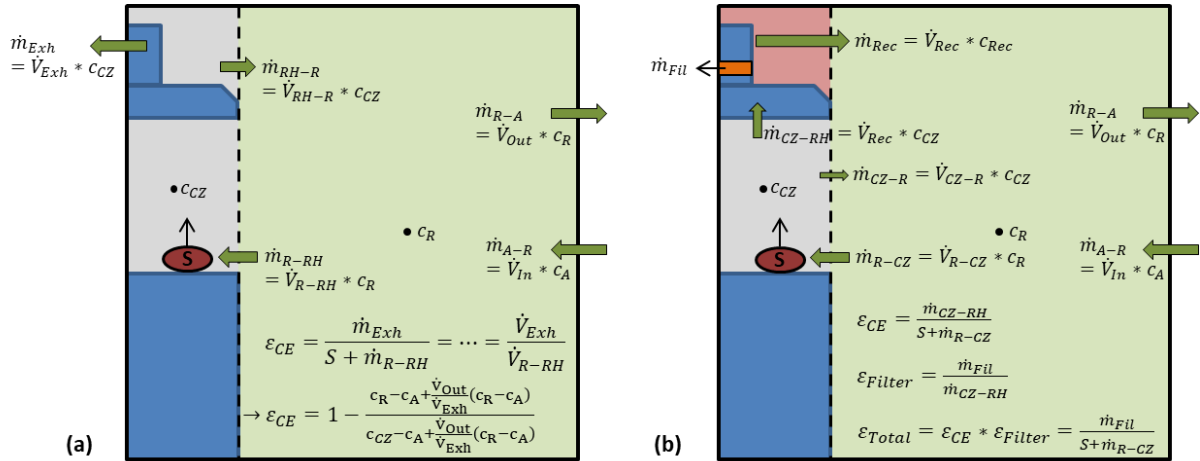 ṁ_Exh
= V̇_Exh * c_CZ
ṁ_RH−R
= V̇_RH−R * c_CZ
ṁ_R−A
= V̇_Out * c_R
c_CZ
c_R
S
ṁ_R−RH
= V̇_R−RH * c_R
ṁ_A−R
= V̇_In * c_A
ε_CE = ṁ_Exh / (S + ṁ_R−RH) = ⋯ = V̇_Exh / V̇_R−RH
→ ε_CE = 1 − (c_R−c_A+(V̇_Out/V̇_Exh)(c_R−c_A)) / (c_CZ−c_A+(V̇_Out/V̇_Exh)(c_R−c_A))
(a)
ṁ_Rec = V̇_Rec * c_Rec
ṁ_Fil
ṁ_R−A
= V̇_Out * c_R
ṁ_CZ−RH = V̇_Rec * c_CZ
ṁ_CZ−R = V̇_CZ−R * c_CZ
c_CZ
c_R
S
ṁ_R−CZ = V̇_R−CZ * c_R
ṁ_A−R
= V̇_In * c_A
ε_CE = ṁ_CZ−RH / (S+ṁ_R−CZ)
ε_Filter = ṁ_Fil / ṁ_CZ−RH
ε_Total = ε_CE * ε_Filter = ṁ_Fil / (S+ṁ_R−CZ)
(b)